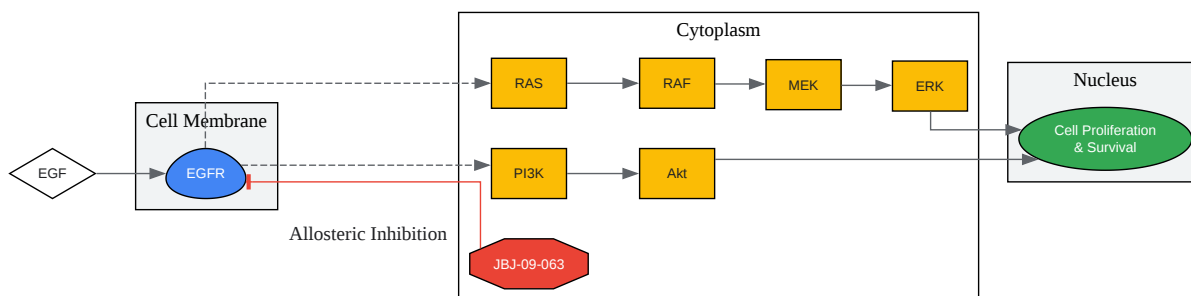 Cytoplasm
RAS
RAF
MEK
ERK
Nucleus
Cell Membrane
Cell Proliferation
& Survival
EGF
EGFR
PI3K
Akt
Allosteric Inhibition
JBJ-09-063